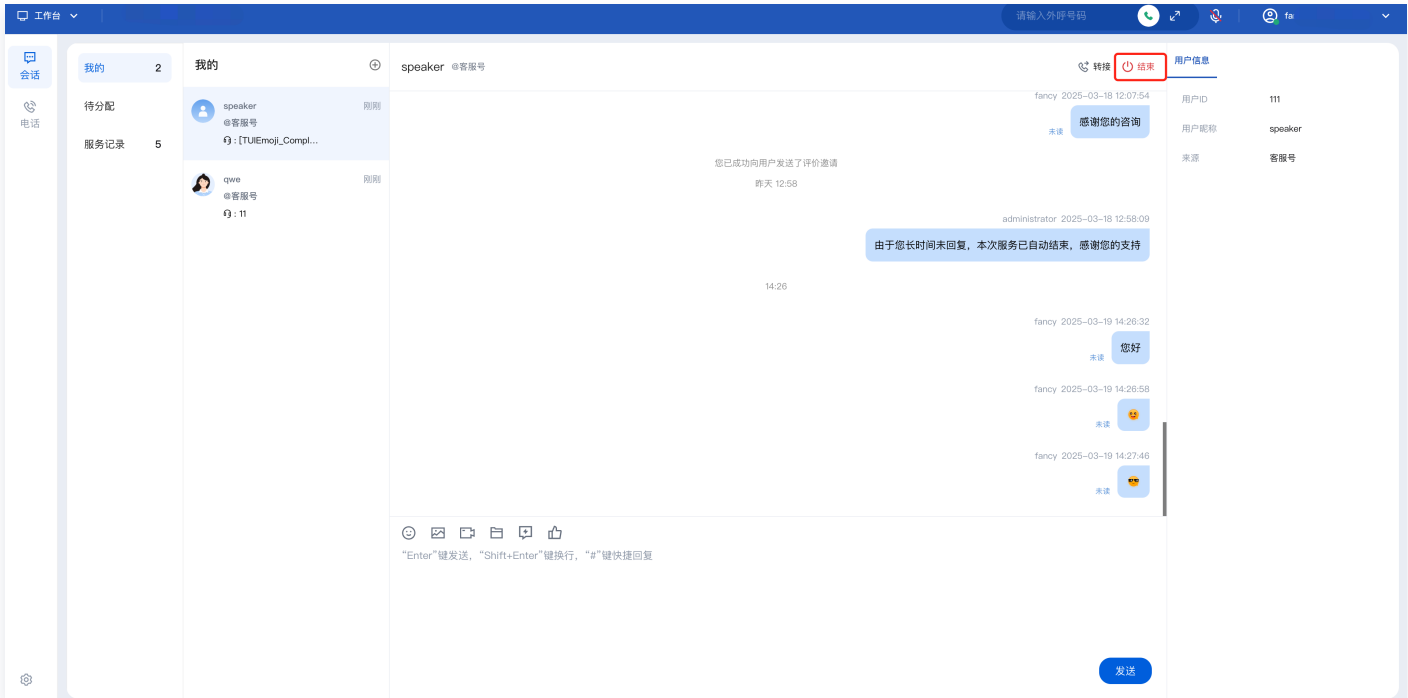 工作台
请输入外呼号码
会话
电话
我的 2
待分配
服务记录 5
我的
speaker 刚刚
@客服号
: [TUIEmoji_Compl...
qwe 刚刚
@客服号
: 11
speaker @客服号
转接 结束
fancy 2025-03-18 12:07:54
未读 感谢您的咨询
您已成功向用户发送了评价邀请
昨天 12:58
administrator 2025-03-18 12:58:09
由于您长时间未回复，本次服务已自动结束，感谢您的支持
14:26
fancy 2025-03-19 14:26:32
未读 您好
fancy 2025-03-19 14:26:58
未读
fancy 2025-03-19 14:27:46
未读
“Enter”键发送，“Shift+Enter”键换行，“#”键快捷回复
发送
用户信息
用户ID 111
用户昵称 speaker
来源 客服号